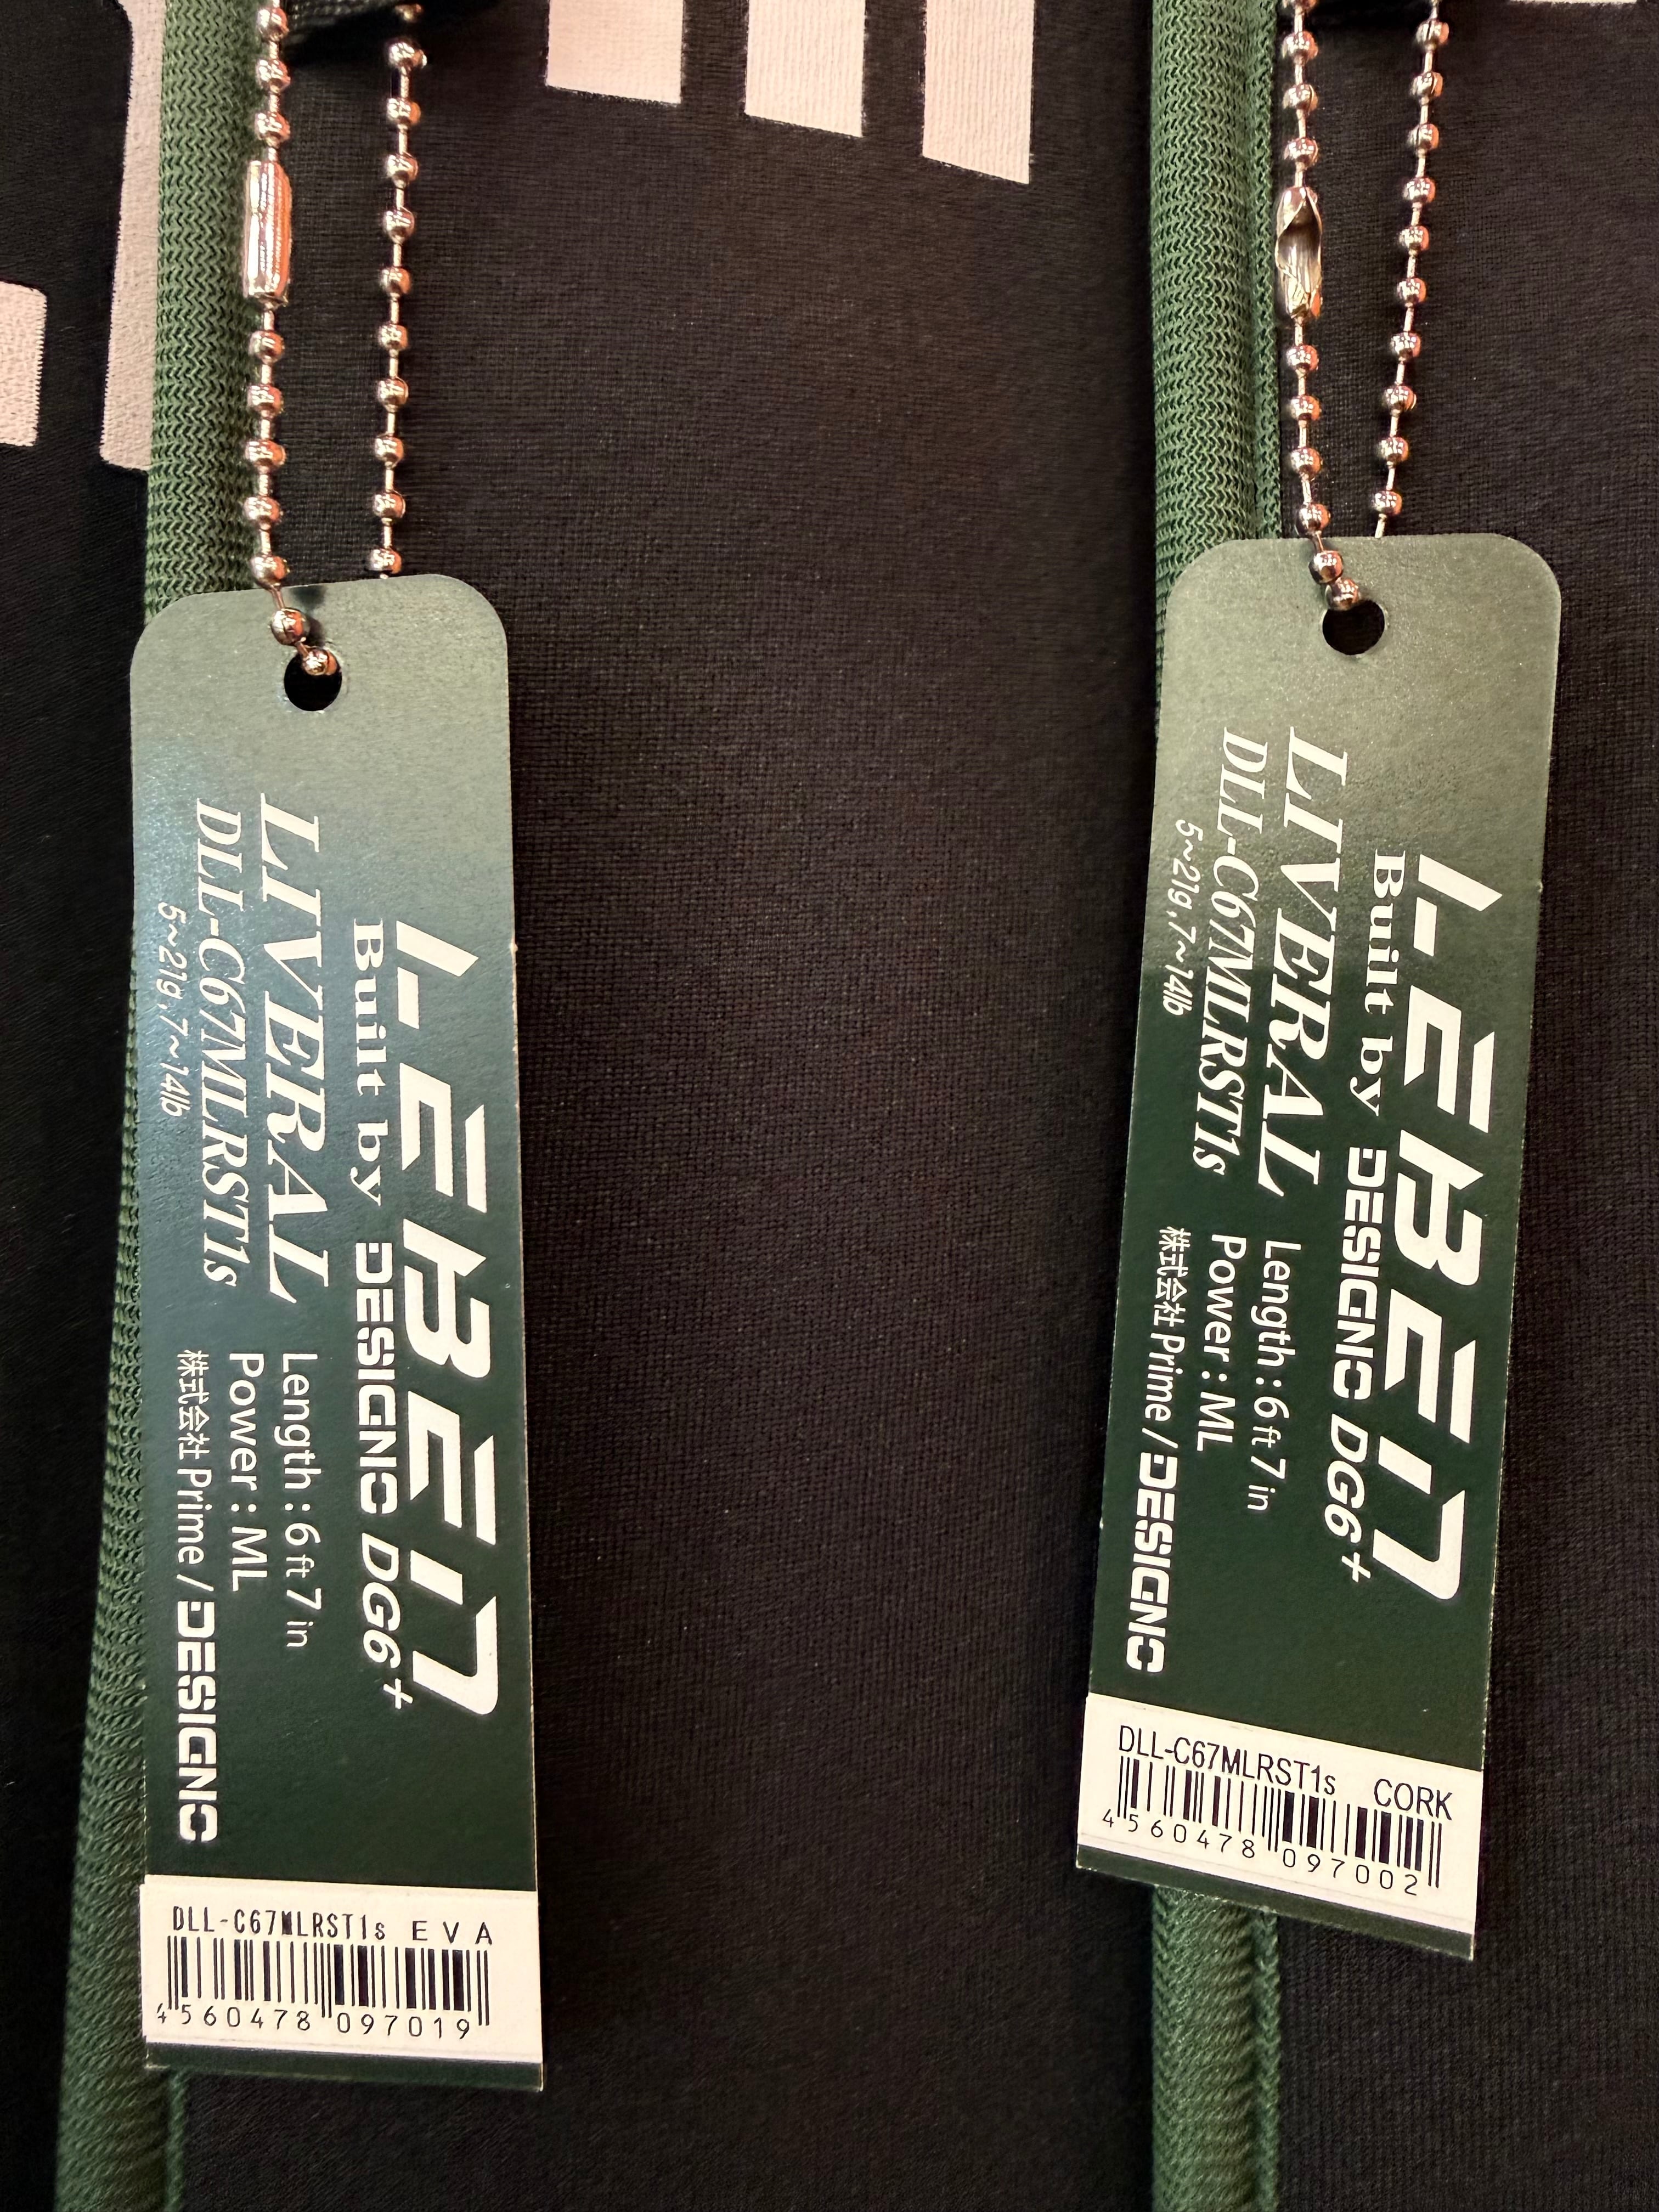 LEBEN
Built by DESIGNO DG6+
LIVERAL
DLL-C67MLRST1s
5~21g,7~14lb
Length : 6 ft 7 in
Power : ML
株式会社 Prime / DESIGNO
DLL-C67MLRST1s EVA
4560478 097019
LEBEN
Built by DESIGNO DG6+
LIVERAL
DLL-C67MLRST1s
5~21g,7~14lb
Length : 6 ft 7 in
Power : ML
株式会社 Prime / DESIGNO
DLL-C67MLRST1s CORK
4560478 097002